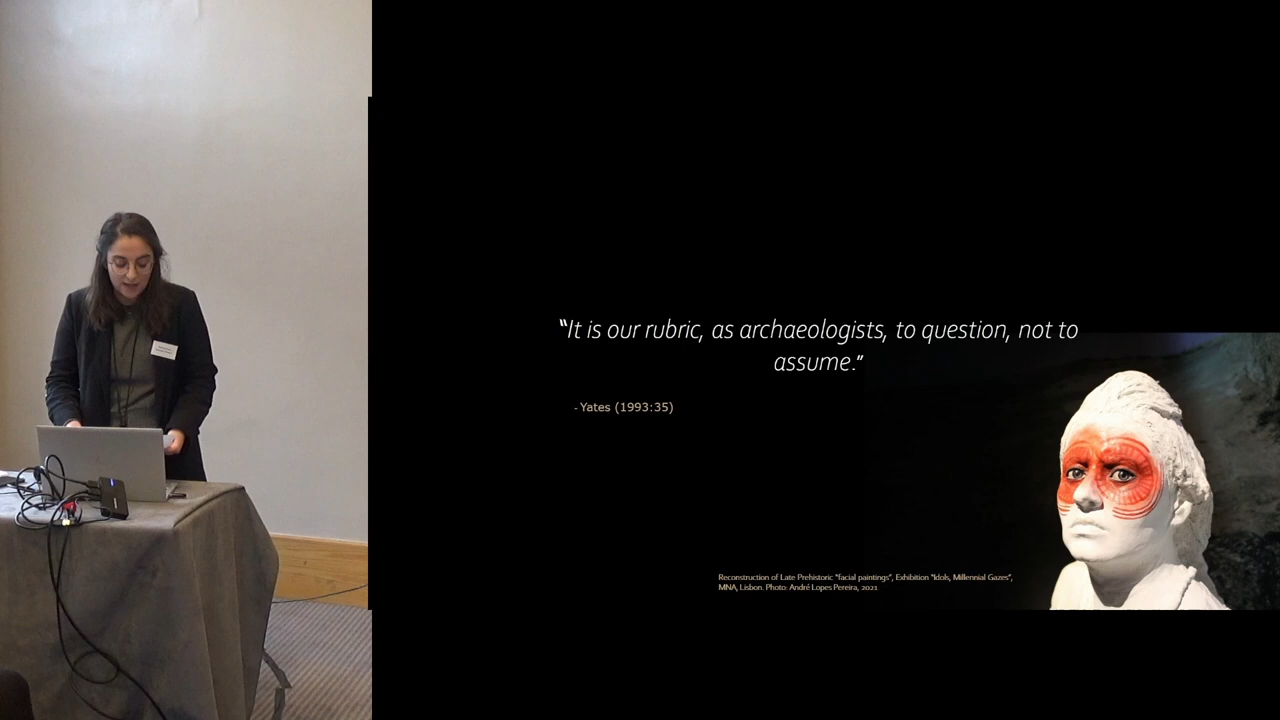 “It is our rubric, as archaeologists, to question, not to
assume.”
- Yates (1993:35)
Reconstruction of Late Prehistoric “facial paintings”, Exhibition “Idols, Millennial Gazes”,
MNA, Lisbon. Photo: André Lopes Pereira, 2021